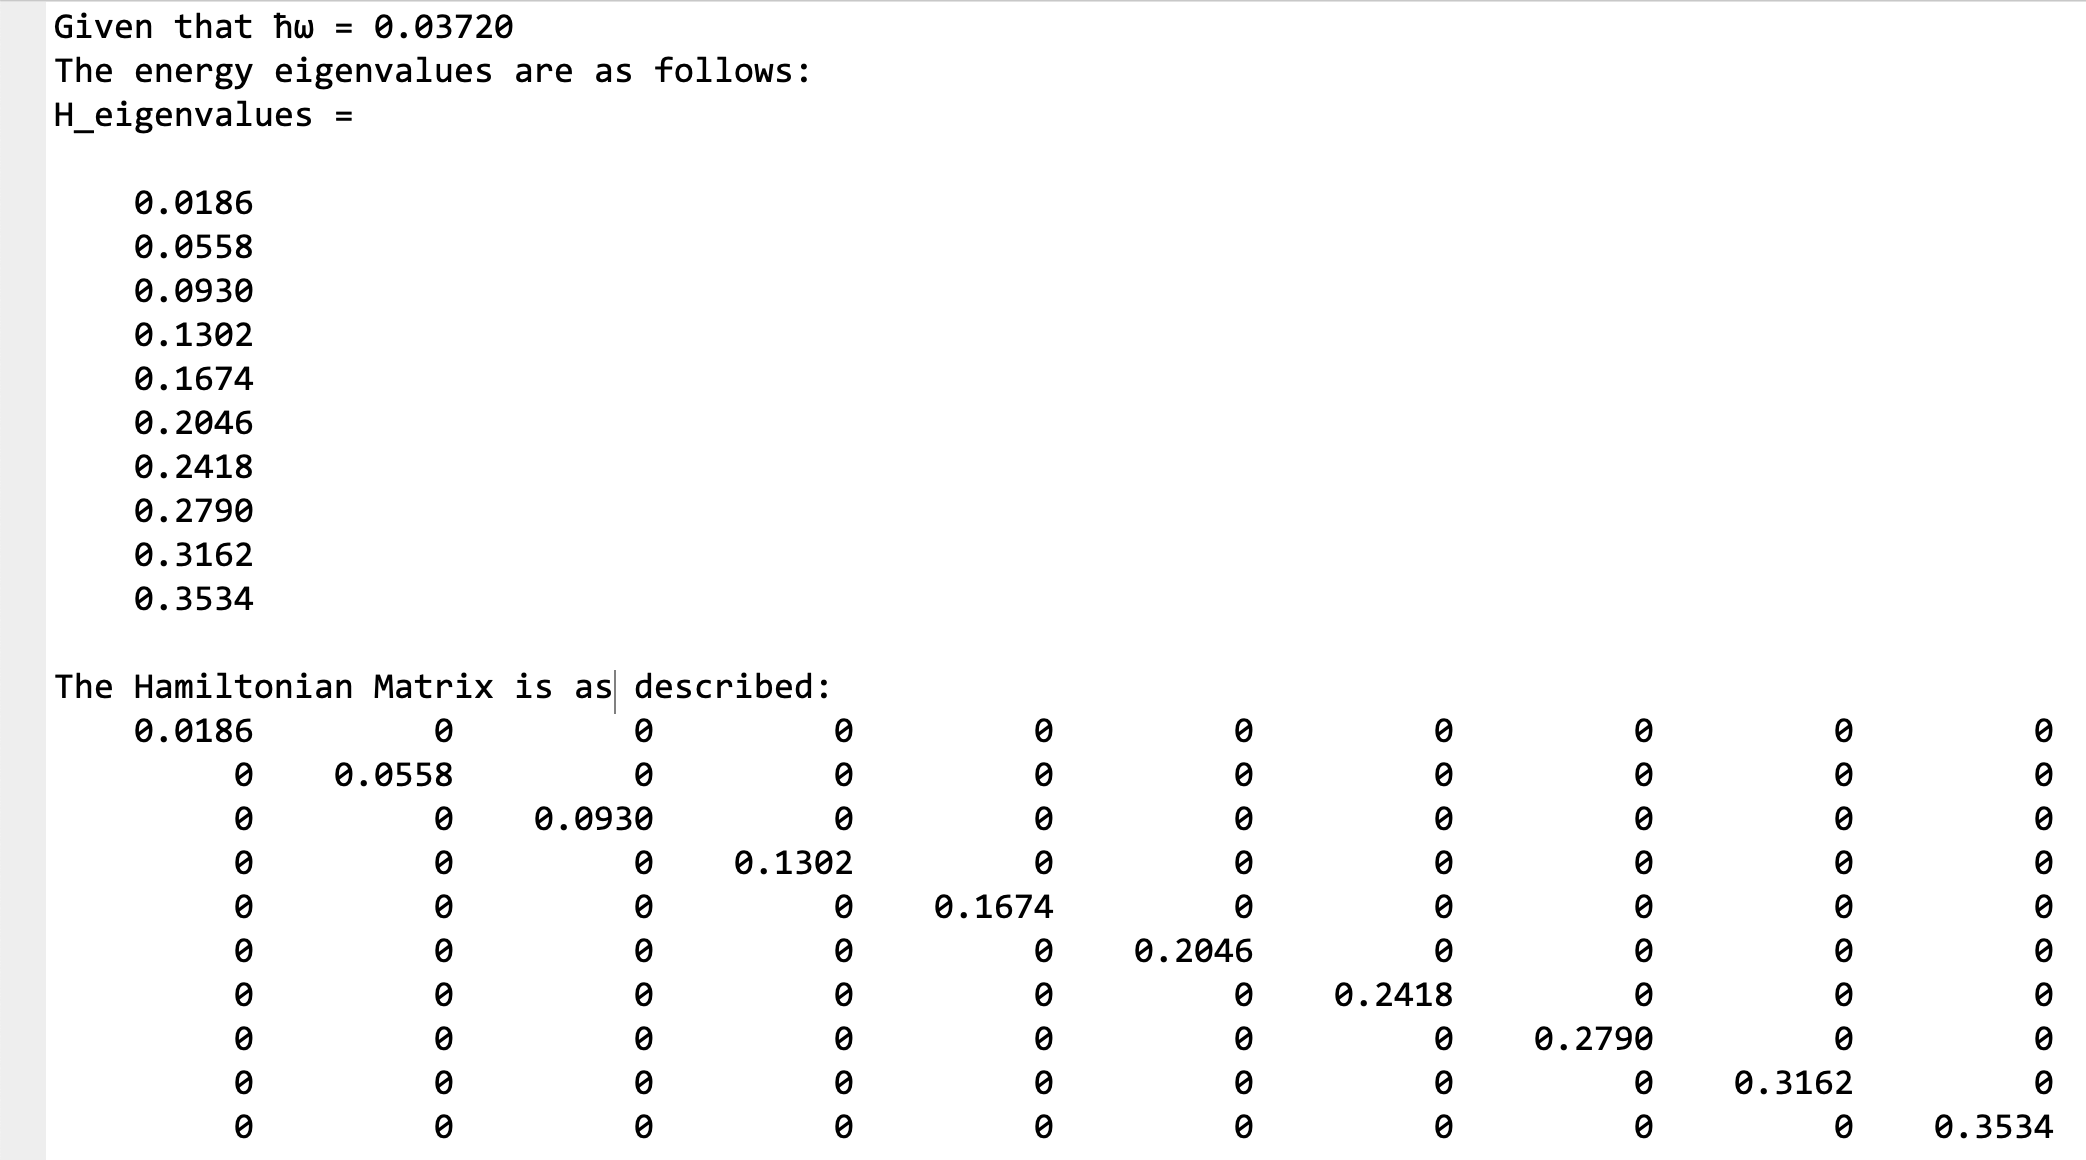 Given that ħω = 0.03720
The energy eigenvalues are as follows:
H_eigenvalues =
0.0186
0.0558
0.0930
0.1302
0.1674
0.2046
0.2418
0.2790
0.3162
0.3534
The Hamiltonian Matrix is as described:
0.0186 0 0 0 0 0 0 0 0 0
0 0.0558 0 0 0 0 0 0 0 0
0 0 0.0930 0 0 0 0 0 0 0
0 0 0 0.1302 0 0 0 0 0 0
0 0 0 0 0.1674 0 0 0 0 0
0 0 0 0 0 0.2046 0 0 0 0
0 0 0 0 0 0 0.2418 0 0 0
0 0 0 0 0 0 0 0.2790 0 0
0 0 0 0 0 0 0 0 0.3162 0
0 0 0 0 0 0 0 0 0 0.3534